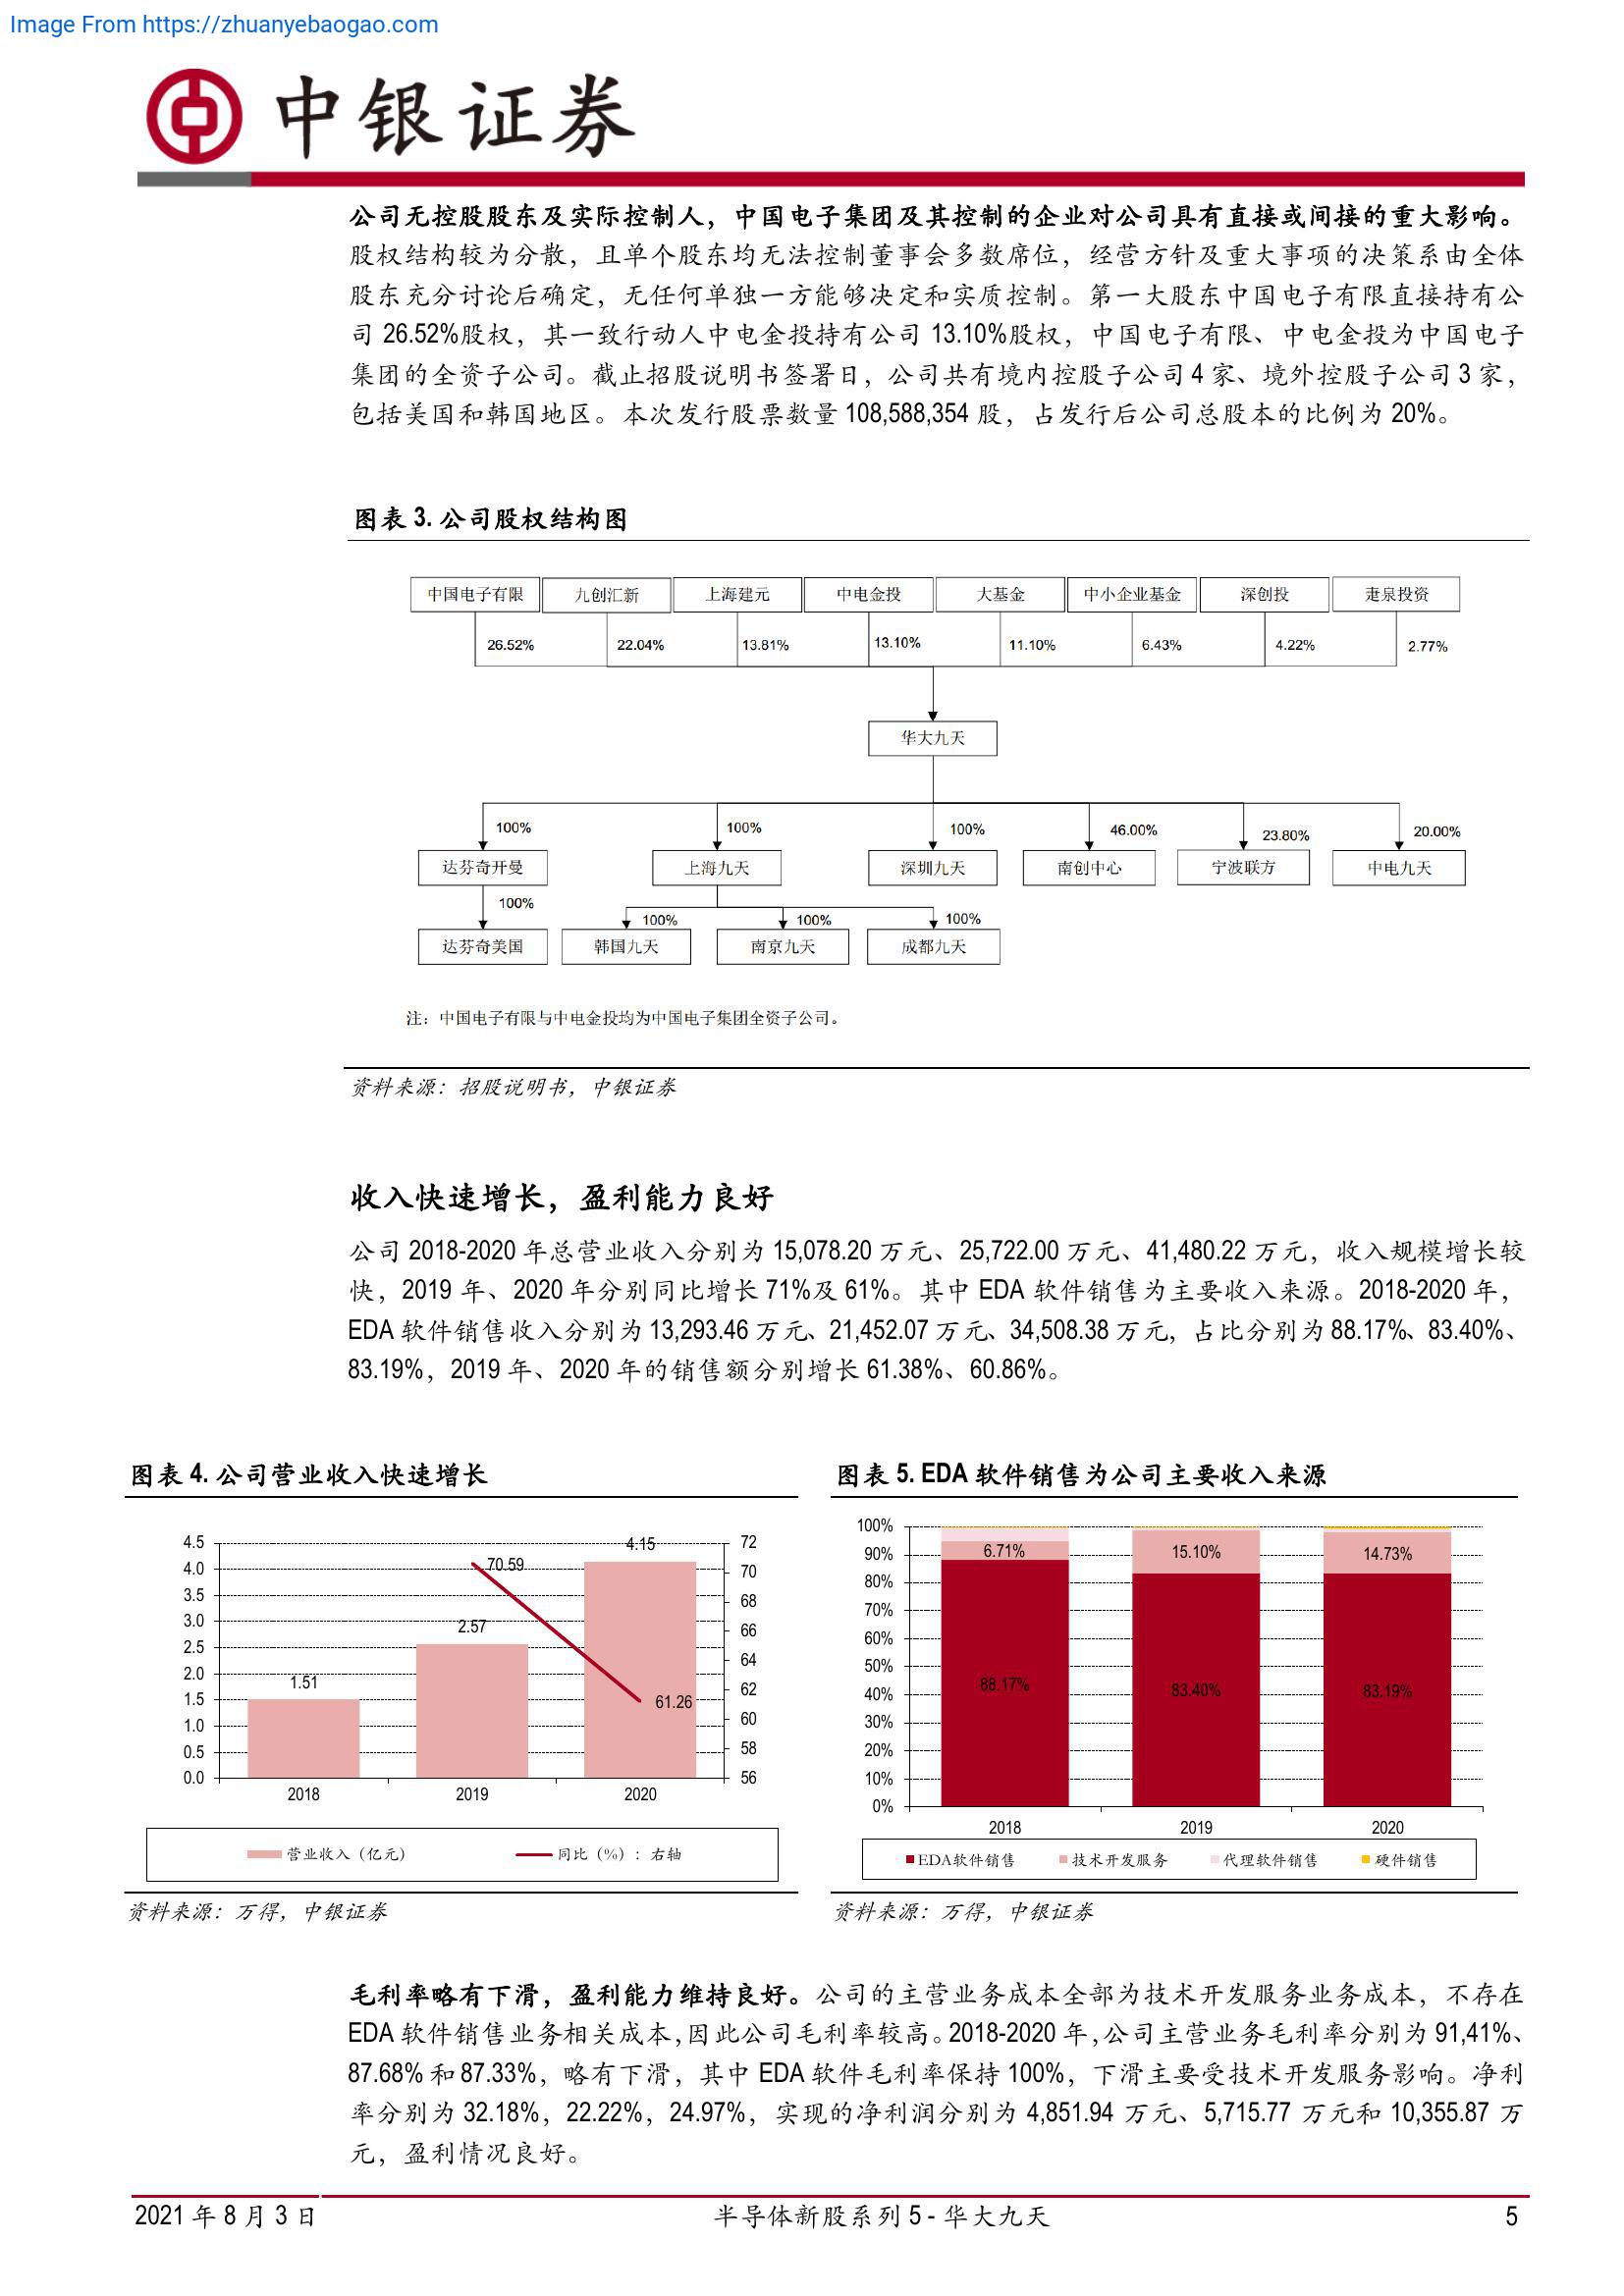 Image From https://zhuanyebaogao.com
中银证券
公司无控股股东及实际控制人，中国电子集团及其控制的企业对公司具有直接或间接的重大影响。
股权结构较为分散，且单个股东均无法控制董事会多数席位，经营方针及重大事项的决策系由全体
股东充分讨论后确定，无任何单独一方能够决定和实质控制。第一大股东中国电子有限直接持有公
司 26.52%股权，其一致行动人中电金投持有公司 13.10%股权，中国电子有限、中电金投为中国电子
集团的全资子公司。截止招股说明书签署日，公司共有境内控股子公司 4 家、境外控股子公司 3 家，
包括美国和韩国地区。本次发行股票数量 108,588,354 股，占发行后公司总股本的比例为 20%。
图表 3. 公司股权结构图
中国电子有限 九创汇新 上海建元 中电金投 大基金 中小企业基金 深创投 疌泉投资
26.52% 22.04% 13.81% 13.10% 11.10% 6.43% 4.22% 2.77%
华大九天
100% 100% 100% 46.00% 23.80% 20.00%
达芬奇开曼 上海九天 深圳九天 南创中心 宁波联方 中电九天
100% 100% 100% 100%
达芬奇美国 韩国九天 南京九天 成都九天
注：中国电子有限与中电金投均为中国电子集团全资子公司。
资料来源：招股说明书，中银证券
收入快速增长，盈利能力良好
公司 2018-2020 年总营业收入分别为 15,078.20 万元、25,722.00 万元、41,480.22 万元，收入规模增长较
快，2019 年、2020 年分别同比增长 71%及 61%。其中 EDA 软件销售为主要收入来源。2018-2020 年，
EDA 软件销售收入分别为 13,293.46 万元、21,452.07 万元、34,508.38 万元，占比分别为 88.17%、83.40%、
83.19%，2019 年、2020 年的销售额分别增长 61.38%、60.86%。
图表 4. 公司营业收入快速增长
4.5
4.0
3.5
3.0
2.5
2.0
1.5
1.0
0.5
0.0
1.51
2.57
4.15
70.59
61.26
72
70
68
66
64
62
60
58
56
2018 2019 2020
营业收入（亿元） 同比（%）：右轴
资料来源：万得，中银证券
图表 5. EDA 软件销售为公司主要收入来源
100%
90%
80%
70%
60%
50%
40%
30%
20%
10%
0%
6.71% 15.10% 14.73%
88.17% 83.40% 83.19%
2018 2019 2020
EDA软件销售 技术开发服务 代理软件销售 硬件销售
资料来源：万得，中银证券
毛利率略有下滑，盈利能力维持良好。公司的主营业务成本全部为技术开发服务业务成本，不存在
EDA 软件销售业务相关成本，因此公司毛利率较高。2018-2020 年，公司主营业务毛利率分别为 91,41%、
87.68% 和 87.33%，略有下滑，其中 EDA 软件毛利率保持 100%，下滑主要受技术开发服务影响。净利
率分别为 32.18%，22.22%，24.97%，实现的净利润分别为 4,851.94 万元、5,715.77 万元和 10,355.87 万
元，盈利情况良好。
2021 年 8 月 3 日 半导体新股系列 5 - 华大九天 5